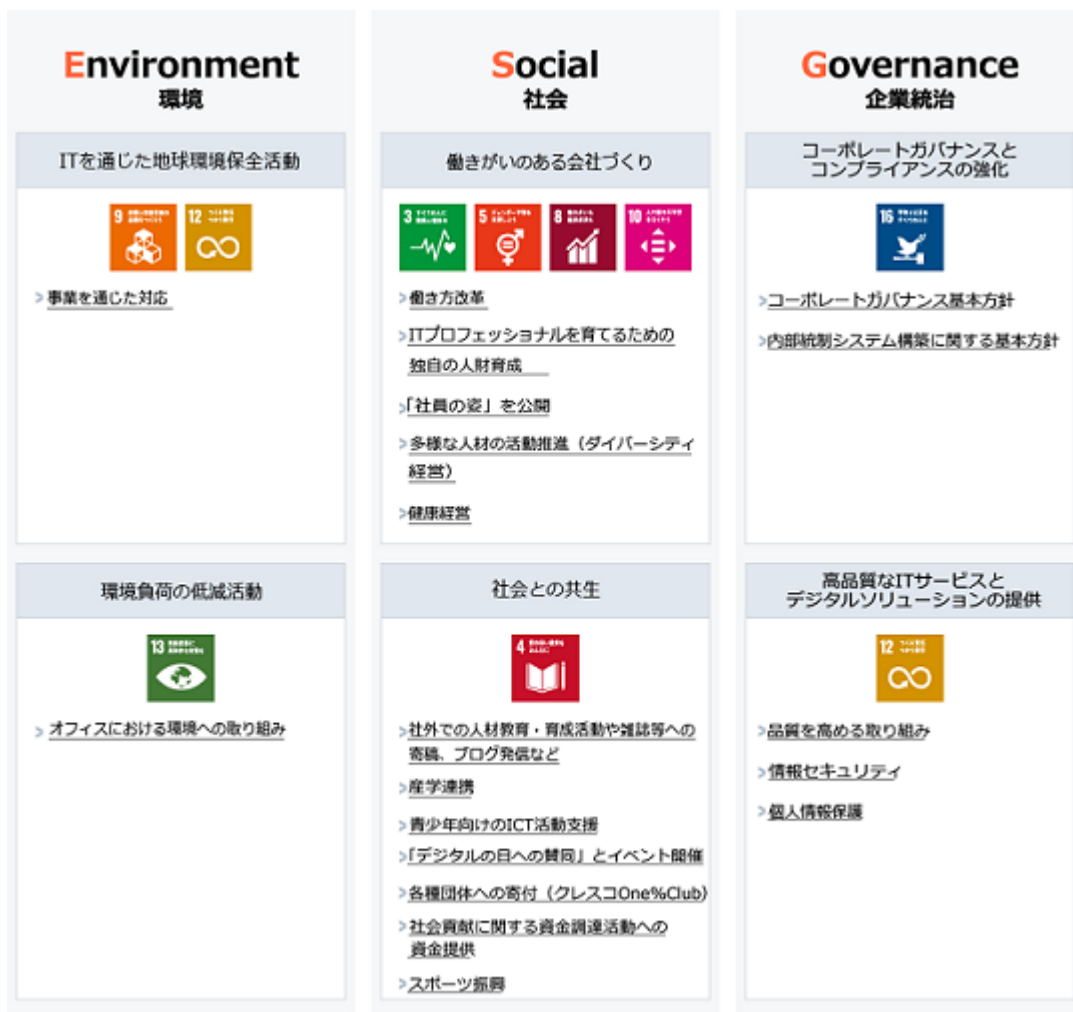 Environment
環境
ITを通じた地球環境保全活動
9
12
>事業を通じた対応
環境負荷の低減活動
13
>オフィスにおける環境への取り組み
Social
社会
働きがいのある会社づくり
3
5
8
10
>働き方改革
>ITプロフェッショナルを育てるための
独自の人財育成
>「社員の姿」を公開
>多様な人材の活動推進（ダイバーシティ
経営）
>健康経営
社会との共生
4
>社外での人材教育・育成活動や雑誌等への
寄稿、ブログ発信など
>産学連携
>青少年向けのICT活動支援
>「デジタルの日への賛同」とイベント開催
>各種団体への寄付（クレスコOne%Club）
>社会貢献に関する資金調達活動への
資金提供
>スポーツ振興
Governance
企業統治
コーポレートガバナンスと
コンプライアンスの強化
16
>コーポレートガバナンス基本方針
>内部統制システム構築に関する基本方針
高品質なITサービスと
デジタルソリューションの提供
12
>品質を高める取り組み
>情報セキュリティ
>個人情報保護